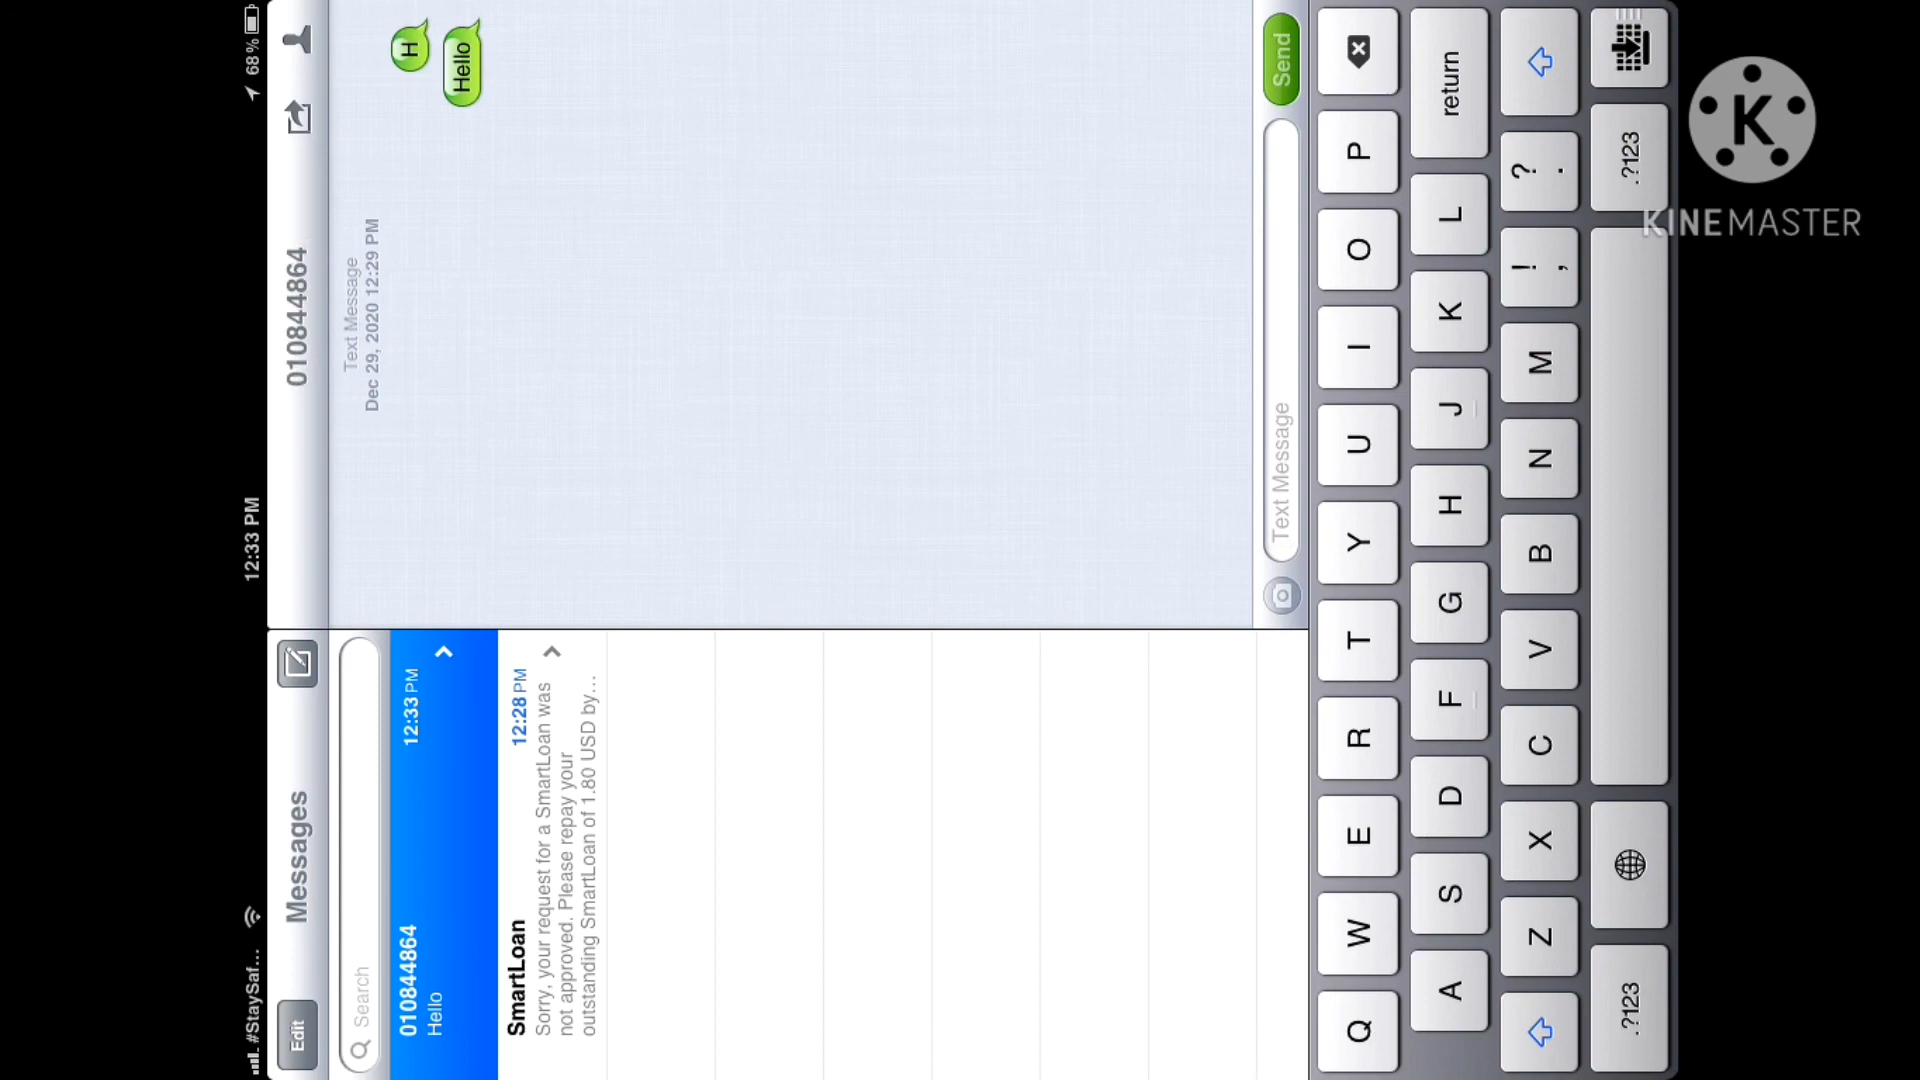 #StaySaf...
12:33 PM
68 %
Edit
Messages
010844864
Search
010844864
12:33 PM
Hello
SmartLoan
12:28 PM
Sorry, your request for a SmartLoan was
not approved. Please repay your
outstanding SmartLoan of 1.80 USD by...
Text Message
Dec 29, 2020 12:29 PM
H
Hello
Text Message
Send
Q W E R T Y U I O P
A S D F G H J K L return
Z X C V B N M ! , ? .
.?123
.?123
K
KINEMASTER